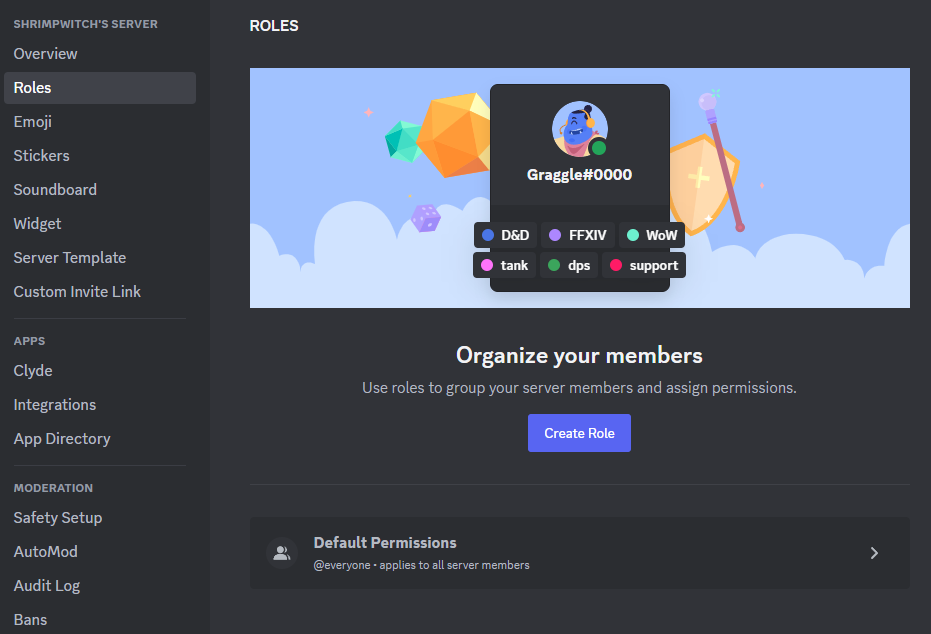 SHRIMPWITCH'S SERVER
Overview
Roles
Emoji
Stickers
Soundboard
Widget
Server Template
Custom Invite Link
APPS
Clyde
Integrations
App Directory
MODERATION
Safety Setup
AutoMod
Audit Log
Bans
ROLES
Graggle#0000
D&D FFXIV WoW
tank dps support
Organize your members
Use roles to group your server members and assign permissions.
Create Role
Default Permissions
@everyone • applies to all server members